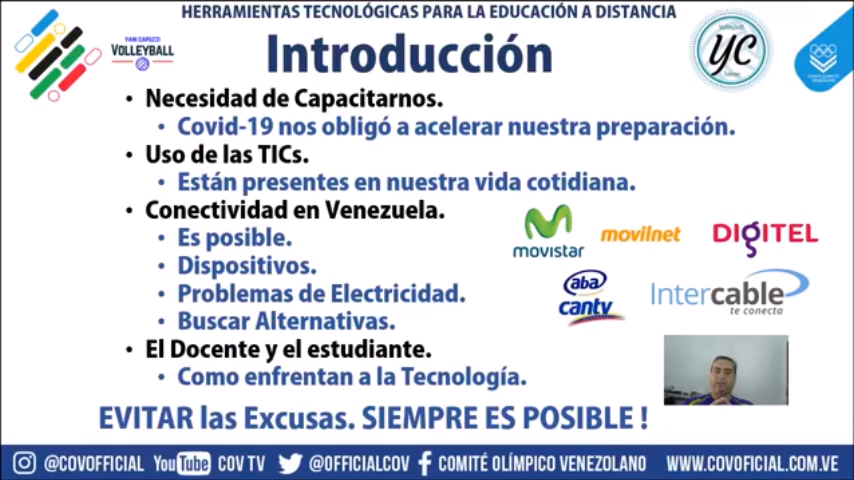 HERRAMIENTAS TECNOLÓGICAS PARA LA EDUCACIÓN A DISTANCIA
YANI CAPUZZI
VOLLEYBALL
Introducción
YC
• Necesidad de Capacitarnos.
• Covid-19 nos obligó a acelerar nuestra preparación.
• Uso de las TICs.
• Están presentes en nuestra vida cotidiana.
• Conectividad en Venezuela.
• Es posible.
• Dispositivos.
• Problemas de Electricidad.
• Buscar Alternativas.
movistar
movilnet
DIGITEL
aba
cantv
Intercable
te conecta
• El Docente y el estudiante.
• Como enfrentan a la Tecnología.
EVITAR las Excusas. SIEMPRE ES POSIBLE !
@COVOFFICIAL YouTube COV TV @OFFICIALCOV f COMITÉ OLÍMPICO VENEZOLANO WWW.COVOFICIAL.COM.VE